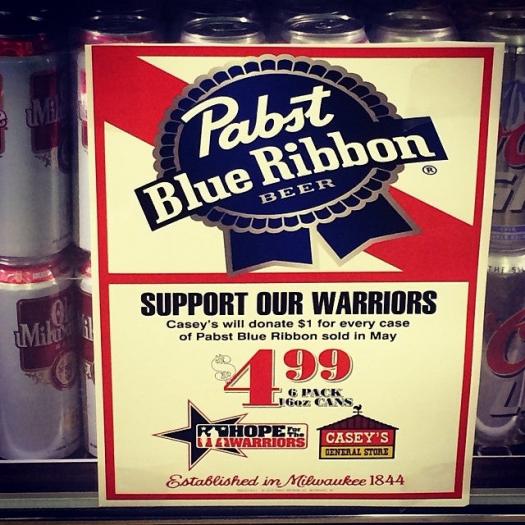 Pabst
Blue Ribbon
®
BEER
SUPPORT OUR WARRIORS
Casey's will donate $1 for every case
of Pabst Blue Ribbon sold in May
$4.99
6 PACK
16oz CANS
HOPE For The
WARRIORS
CASEY'S
GENERAL STORE
Established in Milwaukee 1844